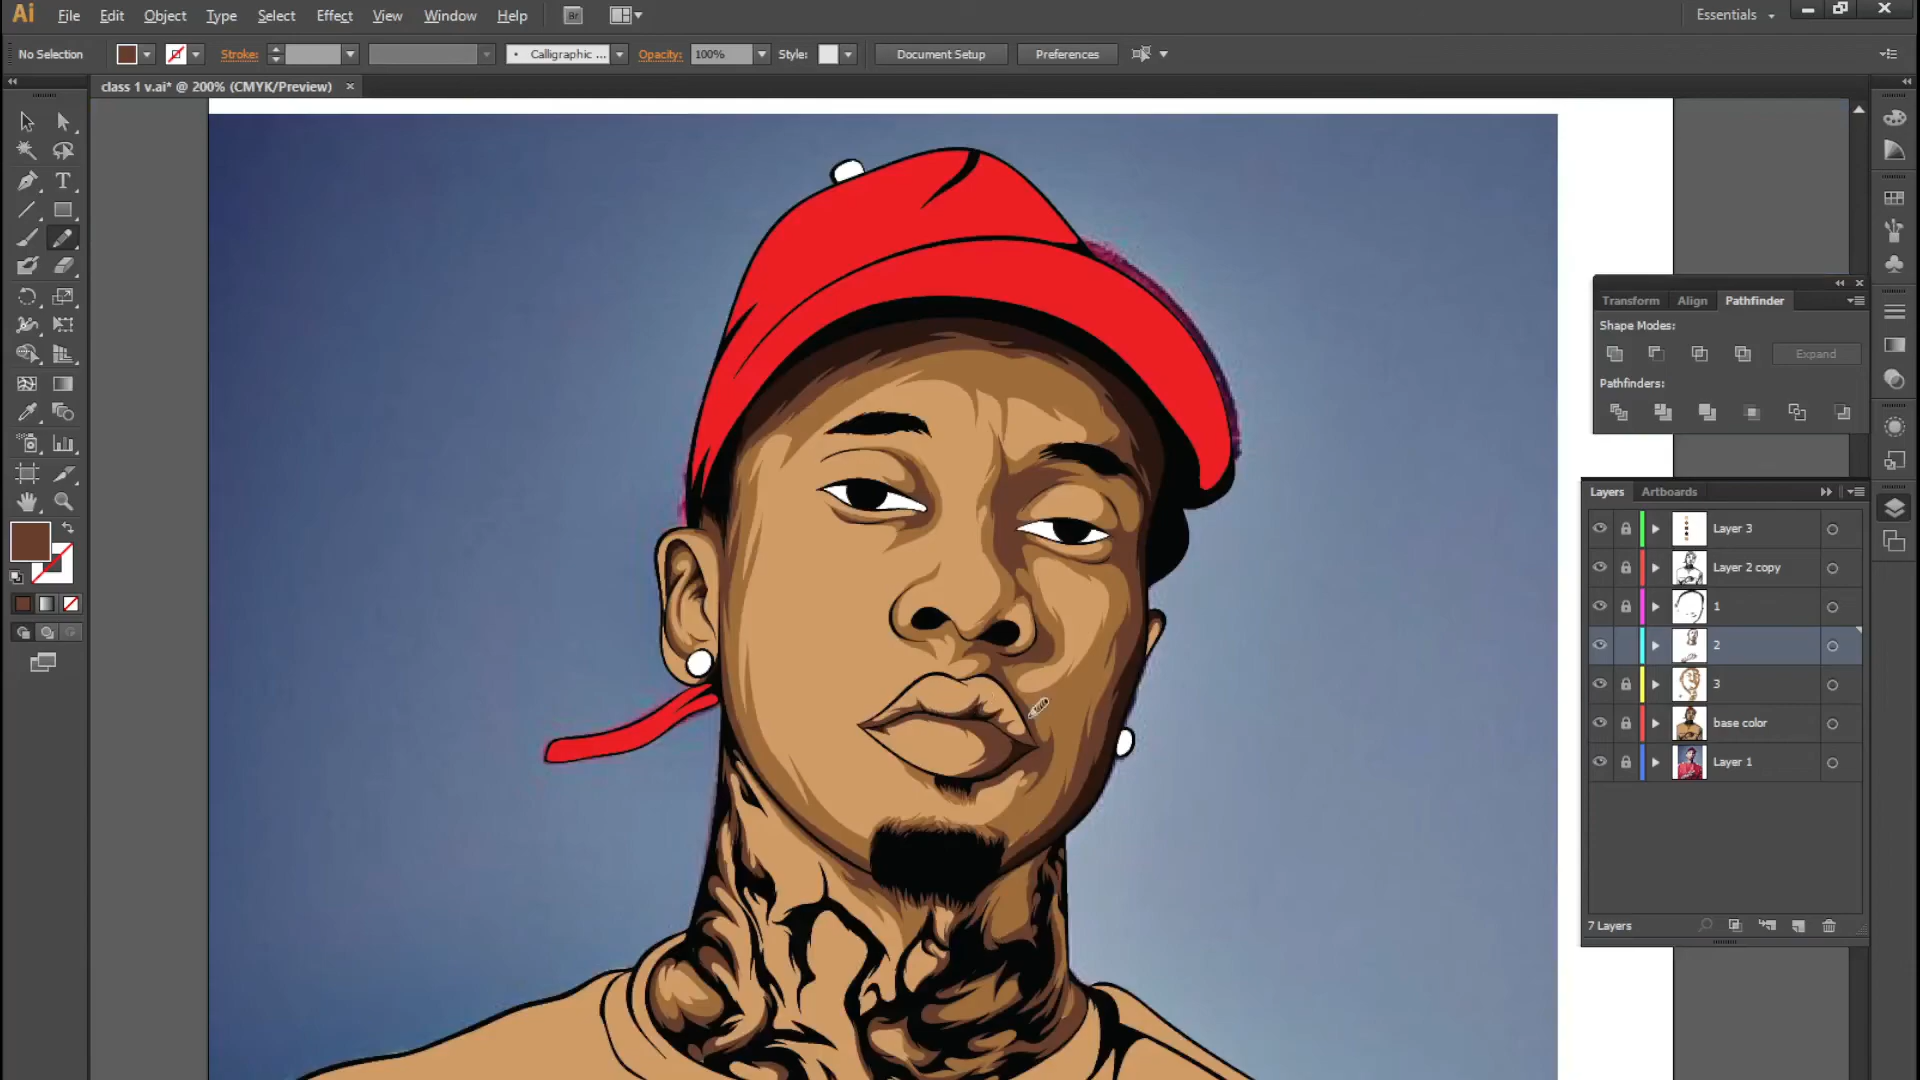 Ai File Edit Object Type Select Effect View Window Help Br Essentials
No Selection Stroke: Calligraphic ... Opacity: 100% Style: Document Setup Preferences
class 1 v.ai* @ 200% (CMYK/Preview)
Transform Align Pathfinder
Shape Modes:
Expand
Pathfinders:
Layers Artboards
Layer 3
Layer 2 copy
1
2
3
base color
Layer 1
7 Layers